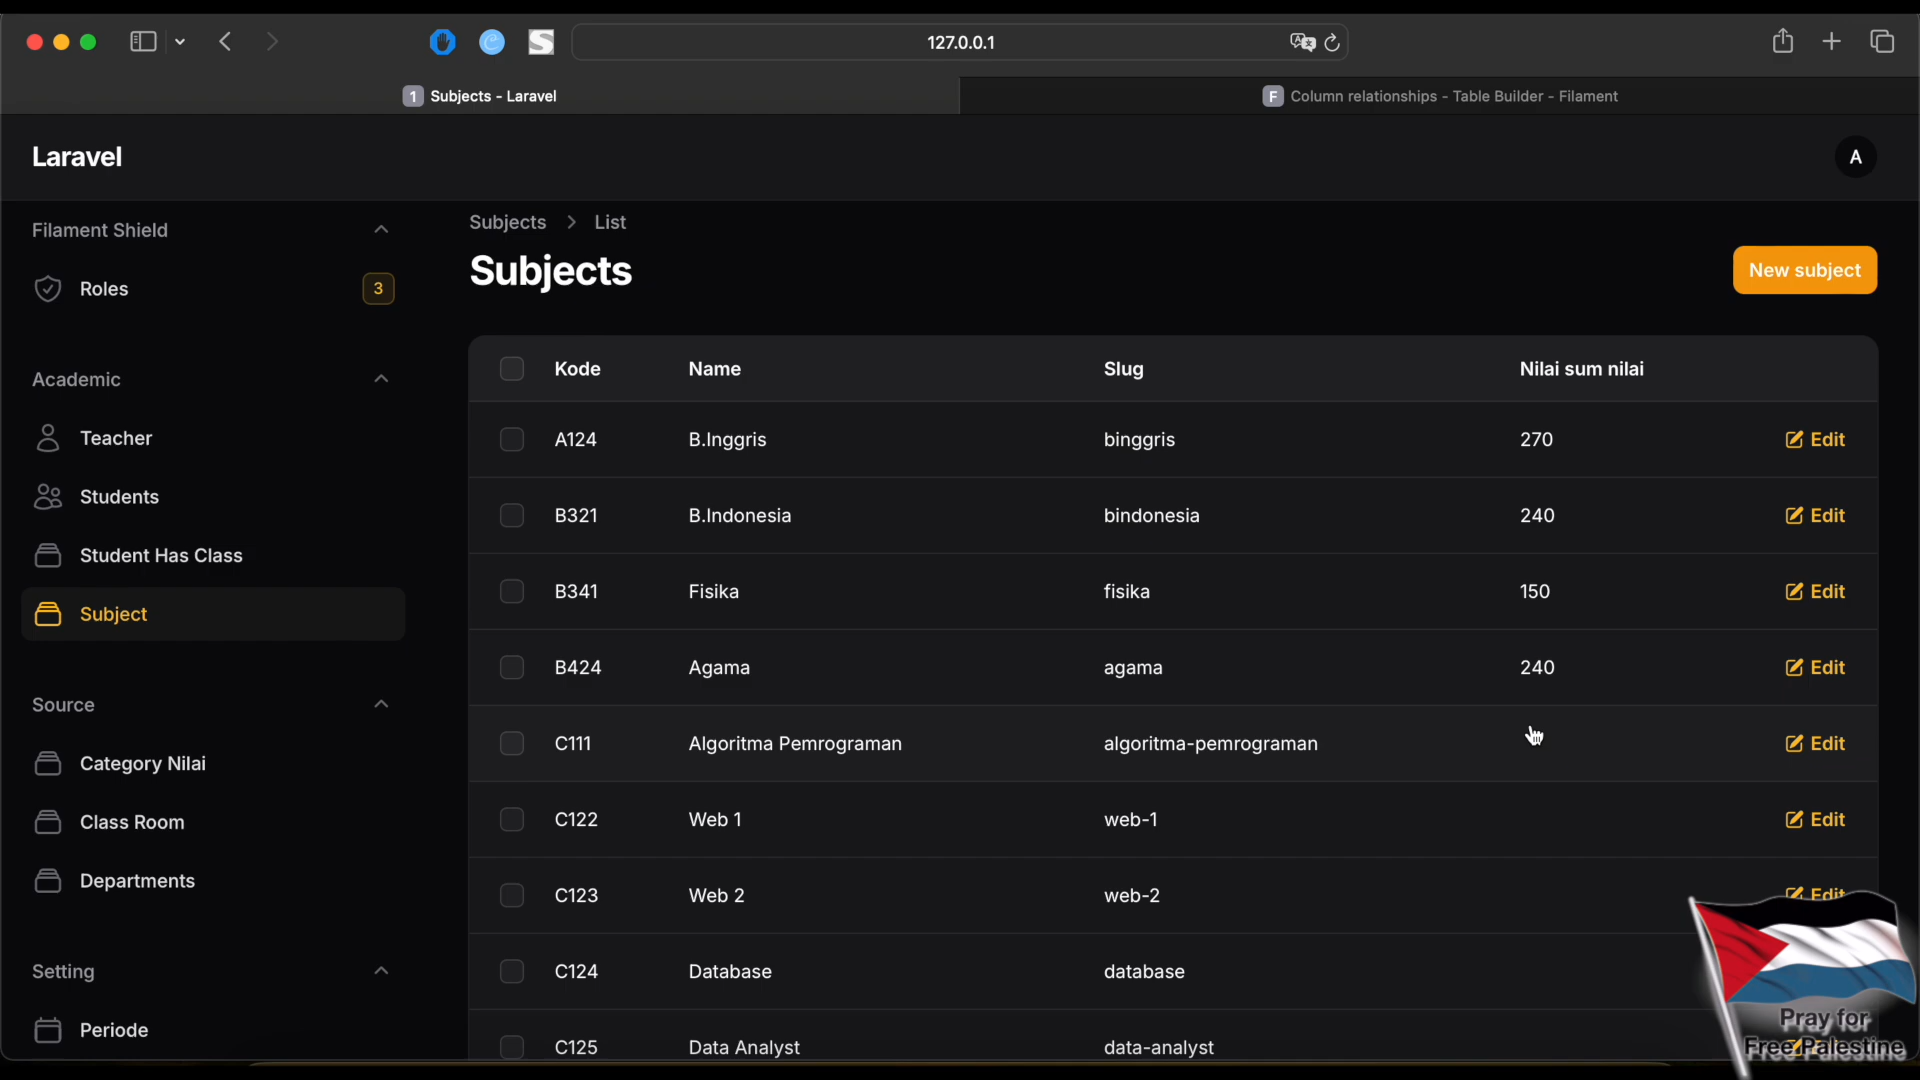 127.0.0.1
1 Subjects - Laravel
F Column relationships - Table Builder - Filament
Laravel
A
Filament Shield
Roles 3
Academic
Teacher
Students
Student Has Class
Subject
Source
Category Nilai
Class Room
Departments
Setting
Periode
Subjects > List
Subjects
New subject
Kode Name Slug Nilai sum nilai
A124 B.Inggris binggris 270 Edit
B321 B.Indonesia bindonesia 240 Edit
B341 Fisika fisika 150 Edit
B424 Agama agama 240 Edit
C111 Algoritma Pemrograman algoritma-pemrograman Edit
C122 Web 1 web-1 Edit
C123 Web 2 web-2 Edit
C124 Database database
C125 Data Analyst data-analyst
Pray for
Free Palestine